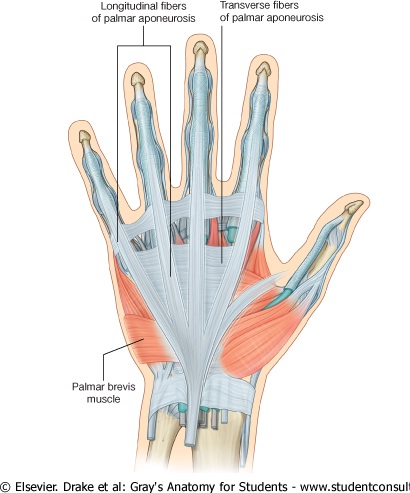 Longitudinal fibers
of palmar aponeurosis
Transverse fibers
of palmar aponeurosis
Palmar brevis
muscle
© Elsevier. Drake et al: Gray's Anatomy for Students - www.studentconsul